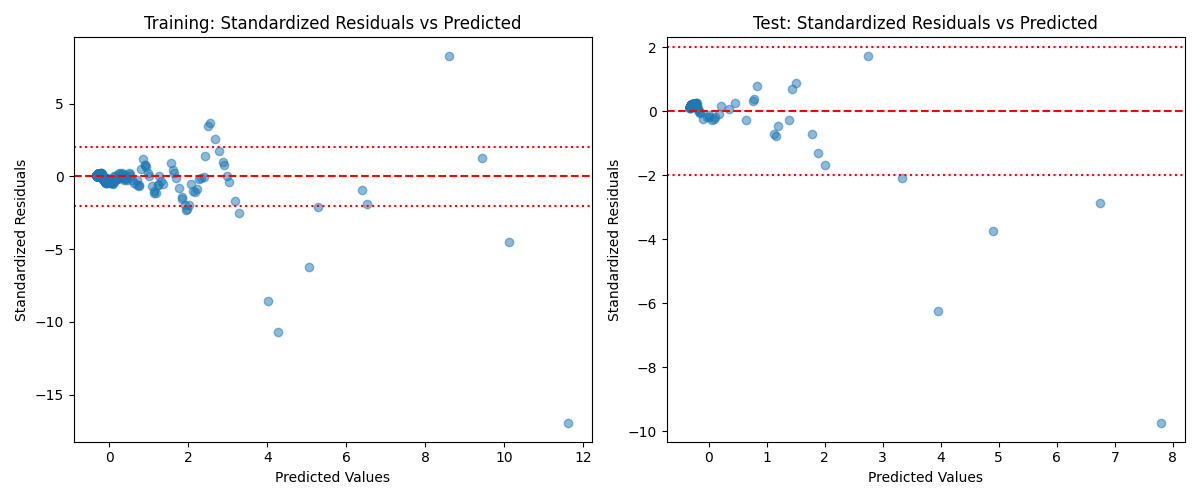 Training: Standardized Residuals vs Predicted
Standardized Residuals
5
0
−5
−10
−15
0 2 4 6 8 10 12
Predicted Values
Test: Standardized Residuals vs Predicted
Standardized Residuals
2
0
−2
−4
−6
−8
−10
0 1 2 3 4 5 6 7 8
Predicted Values